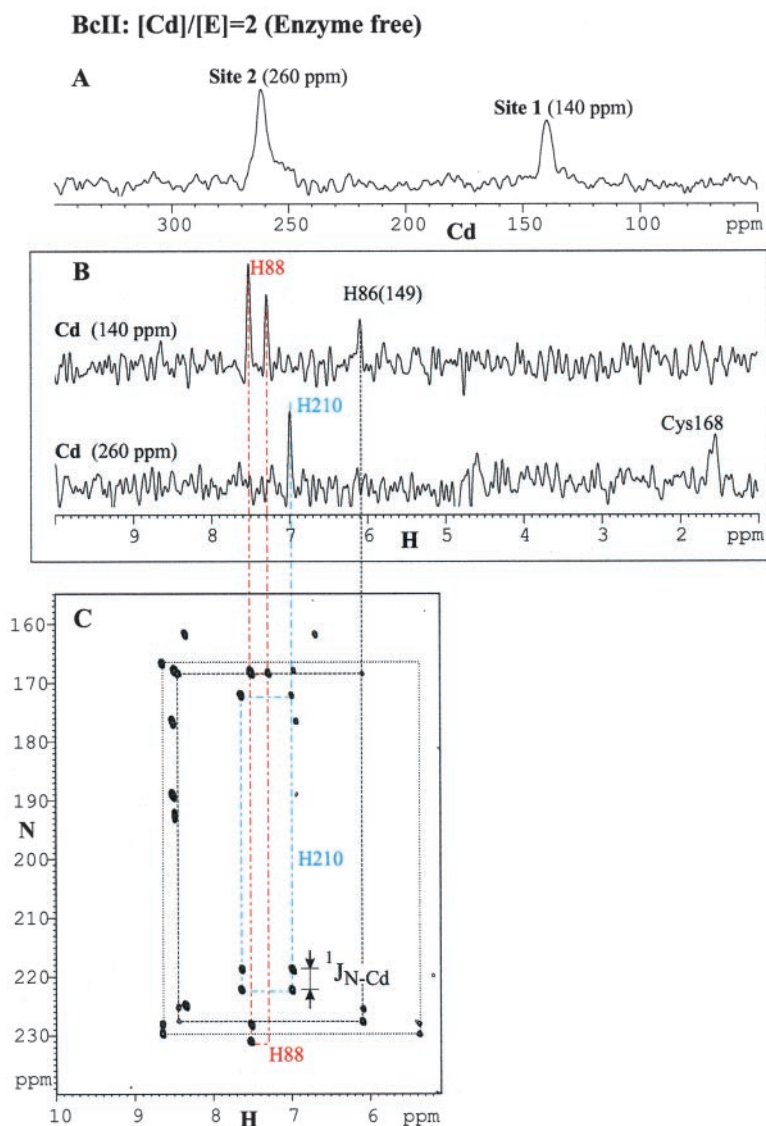 BcII: [Cd]/[E]=2 (Enzyme free)
A
Site 2 (260 ppm)
Site 1 (140 ppm)
300 250 200 150 100 ppm
Cd
B
H88
H86(149)
Cd (140 ppm)
H210
Cys168
Cd (260 ppm)
9 8 7 6 5 4 3 2 ppm
H
C
160
170
180
190
N
200
H210
210
220
1JN-Cd
230
H88
ppm
10 9 8 7 6 ppm
H